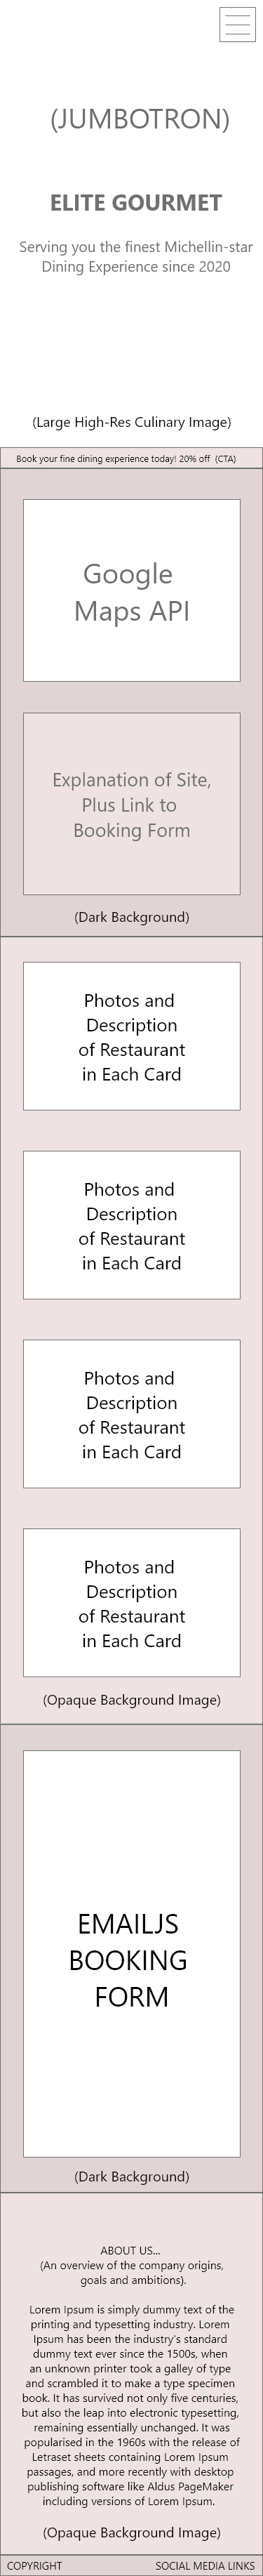 (JUMBOTRON)
ELITE GOURMET
Serving you the finest Michellin-star
Dining Experience since 2020
(Large High-Res Culinary Image)
Book your fine dining experience today! 20% off (CTA)
Google
Maps API
Explanation of Site,
Plus Link to
Booking Form
(Dark Background)
Photos and
Description
of Restaurant
in Each Card
Photos and
Description
of Restaurant
in Each Card
Photos and
Description
of Restaurant
in Each Card
Photos and
Description
of Restaurant
in Each Card
(Opaque Background Image)
EMAILJS
BOOKING
FORM
(Dark Background)
ABOUT US...
(An overview of the company origins,
goals and ambitions).
Lorem Ipsum is simply dummy text of the
printing and typesetting industry. Lorem
Ipsum has been the industry's standard
dummy text ever since the 1500s, when
an unknown printer took a galley of type
and scrambled it to make a type specimen
book. It has survived not only five centuries,
but also the leap into electronic typesetting,
remaining essentially unchanged. It was
popularised in the 1960s with the release of
Letraset sheets containing Lorem Ipsum
passages, and more recently with desktop
publishing software like Aldus PageMaker
including versions of Lorem Ipsum.
(Opaque Background Image)
COPYRIGHT SOCIAL MEDIA LINKS